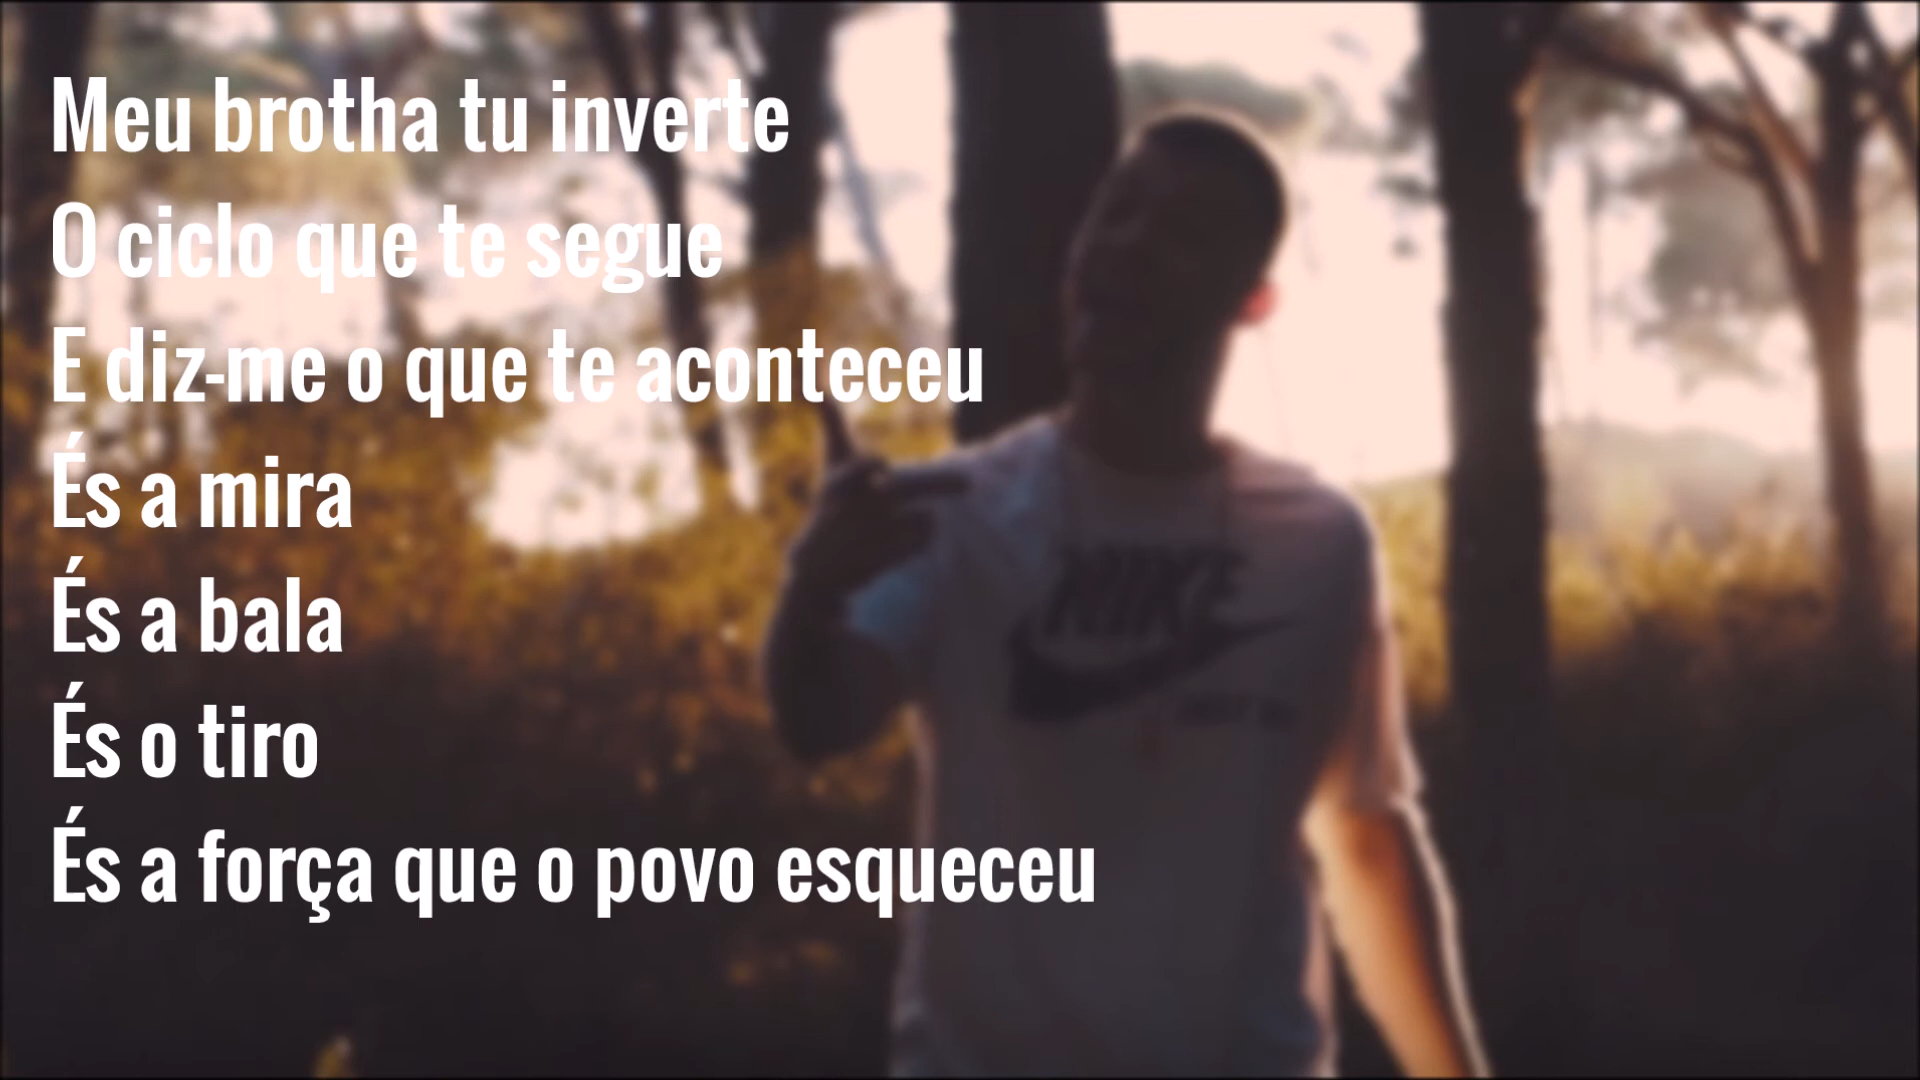 Meu brotha tu inverte
O ciclo que te segue
E diz-me o que te aconteceu
És a mira
És a bala
És o tiro
És a força que o povo esqueceu
NIKE